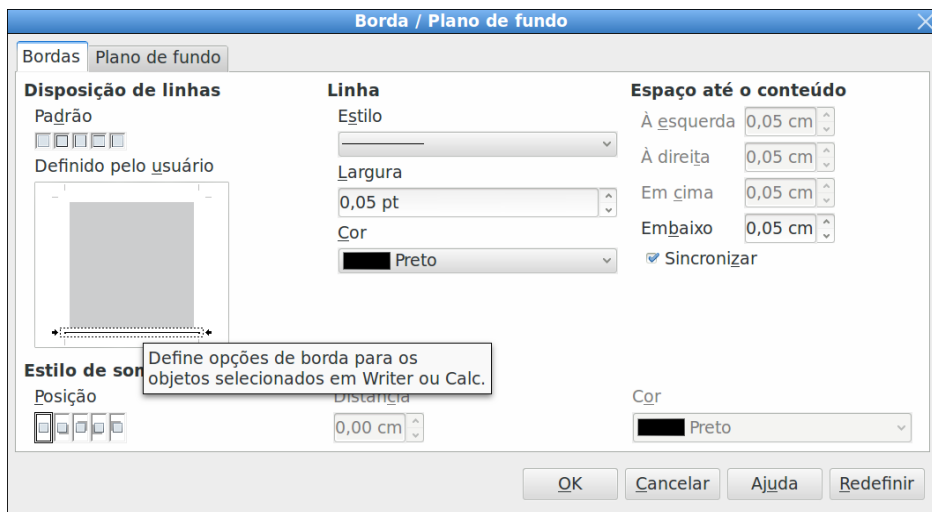 Borda / Plano de fundo
Bordas
Plano de fundo
Disposição de linhas
Padrão
Definido pelo usuário
Linha
Estilo
Largura
0,05 pt
Cor
Preto
Espaço até o conteúdo
À esquerda 0,05 cm
À direita 0,05 cm
Em cima 0,05 cm
Embaixo 0,05 cm
Sincronizar
Define opções de borda para os
objetos selecionados em Writer ou Calc.
Estilo de som
Posição
Distância
0,00 cm
Cor
Preto
OK
Cancelar
Ajuda
Redefinir